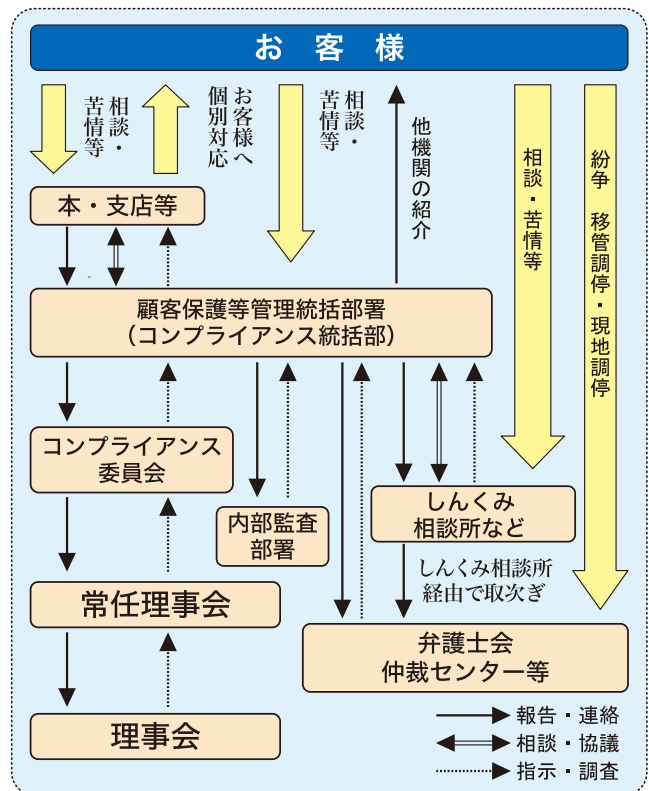 お客様
相談・
苦情等
お客様へ
個別対応
相談・
苦情等
他機関の紹介
相談・苦情等
紛争 移管調停・現地調停
本・支店等
顧客保護等管理統括部署
（コンプライアンス統括部）
コンプライアンス
委員会
内部監査
部署
しんくみ
相談所など
しんくみ相談所
経由で取次ぎ
常任理事会
弁護士会
仲裁センター等
理事会
報告・連絡
相談・協議
指示・調査